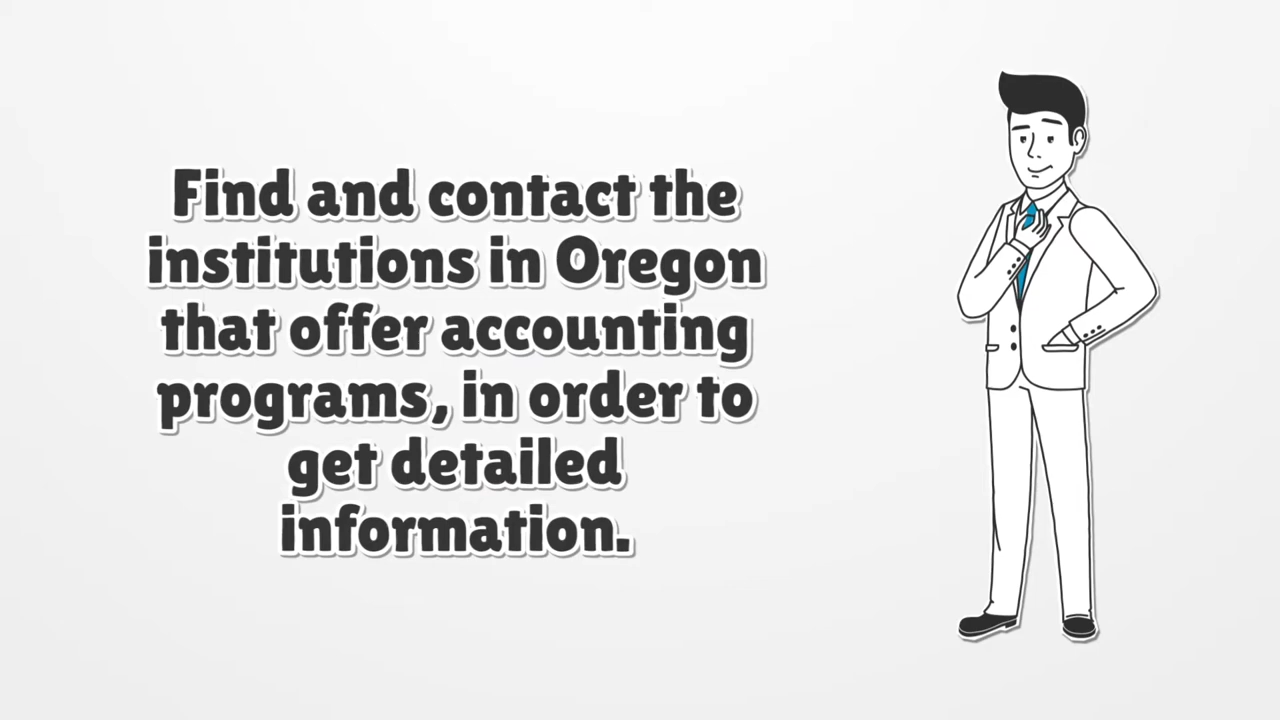 Find and contact the
institutions in Oregon
that offer accounting
programs, in order to
get detailed
information.